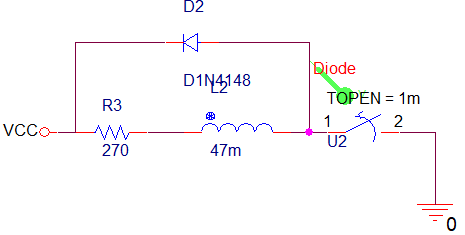 D2
Diode
D1N4148
L2
TOPEN = 1m
R3
VCC
1
2
U2
270
47m
0